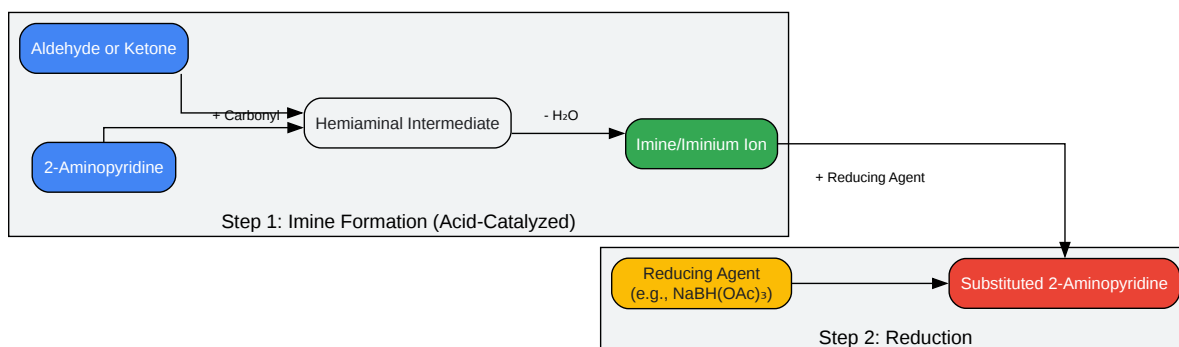 Aldehyde or Ketone
+ Carbonyl
Hemiaminal Intermediate
- H₂O
Imine/Iminium Ion
2-Aminopyridine
+ Reducing Agent
Step 1: Imine Formation (Acid-Catalyzed)
Reducing Agent
(e.g., NaBH(OAc)₃)
Substituted 2-Aminopyridine
Step 2: Reduction